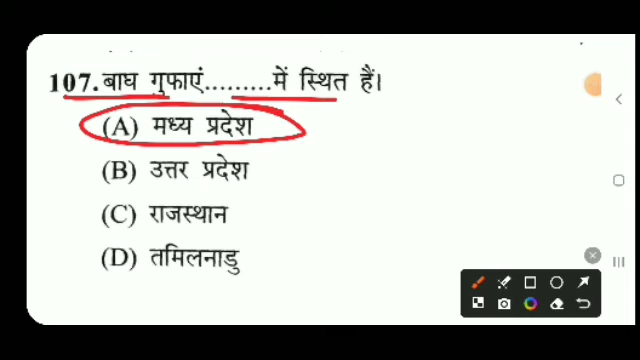 107. बाघ गुफाएं.........में स्थित हैं।
(A) मध्य प्रदेश
(B) उत्तर प्रदेश
(C) राजस्थान
(D) तमिलनाडु